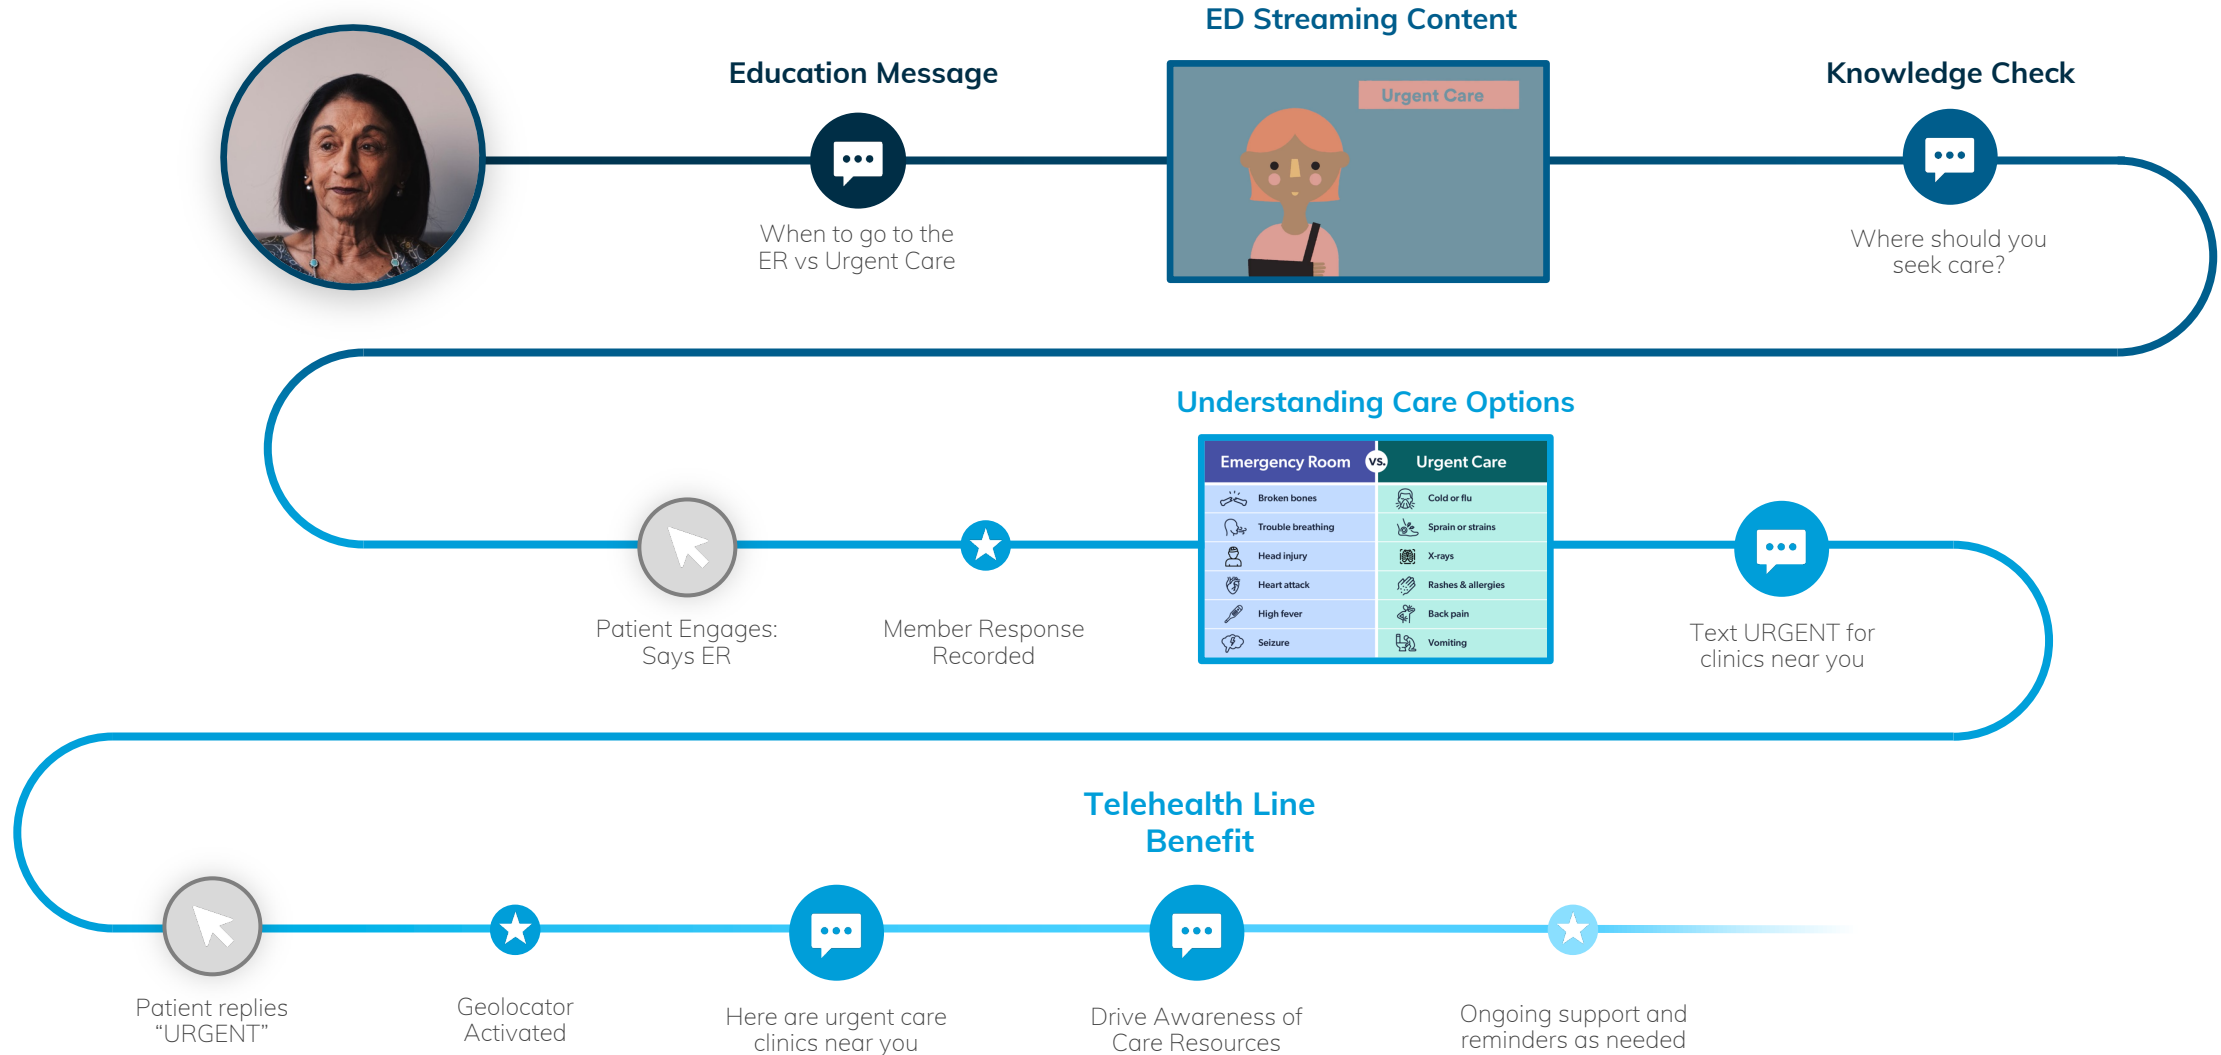 ED Streaming Content
Education Message
Knowledge Check
Urgent Care
When to go to the
ER vs Urgent Care
Where should you
seek care?
Understanding Care Options
Emergency Room
vs.
Urgent Care
Broken bones
Cold or flu
Trouble breathing
Sprain or strains
Head injury
X-rays
Heart attack
Rashes & allergies
High fever
Back pain
Seizure
Vomiting
Patient Engages:
Says ER
Member Response
Recorded
Text URGENT for
clinics near you
Telehealth Line
Benefit
Patient replies
“URGENT”
Geolocator
Activated
Here are urgent care
clinics near you
Drive Awareness of
Care Resources
Ongoing support and
reminders as needed